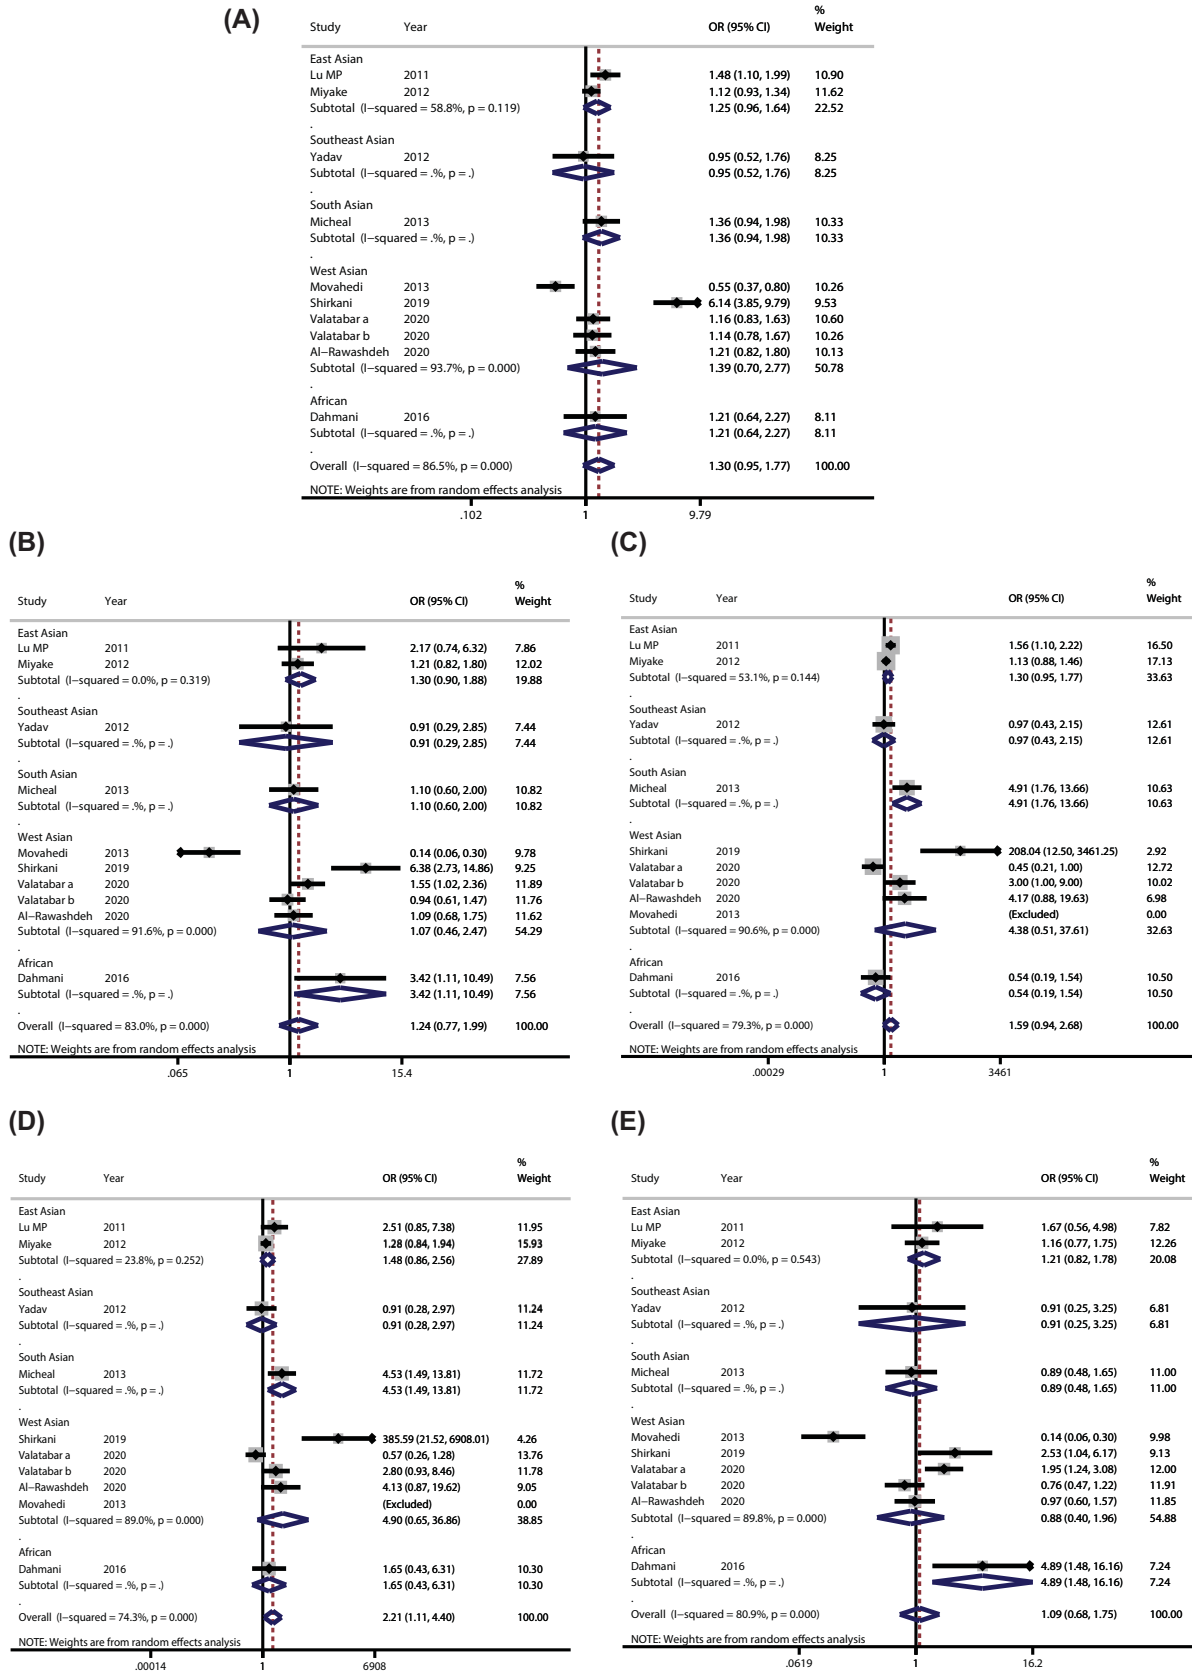 (A)
%
Study Year OR (95% CI) Weight
East Asian
Lu MP 2011 1.48 (1.10, 1.99) 10.90
Miyake 2012 1.12 (0.93, 1.34) 11.62
Subtotal (I−squared = 58.8%, p = 0.119) 1.25 (0.96, 1.64) 22.52
.
Southeast Asian
Yadav 2012 0.95 (0.52, 1.76) 8.25
Subtotal (I−squared = .%, p = .) 0.95 (0.52, 1.76) 8.25
.
South Asian
Micheal 2013 1.36 (0.94, 1.98) 10.33
Subtotal (I−squared = .%, p = .) 1.36 (0.94, 1.98) 10.33
.
West Asian
Movahedi 2013 0.55 (0.37, 0.80) 10.26
Shirkani 2019 6.14 (3.85, 9.79) 9.53
Valatabar a 2020 1.16 (0.83, 1.63) 10.60
Valatabar b 2020 1.14 (0.78, 1.67) 10.26
Al−Rawashdeh 2020 1.21 (0.82, 1.80) 10.13
Subtotal (I−squared = 93.7%, p = 0.000) 1.39 (0.70, 2.77) 50.78
.
African
Dahmani 2016 1.21 (0.64, 2.27) 8.11
Subtotal (I−squared = .%, p = .) 1.21 (0.64, 2.27) 8.11
.
Overall (I−squared = 86.5%, p = 0.000) 1.30 (0.95, 1.77) 100.00
NOTE: Weights are from random effects analysis
.102 1 9.79
(B)
%
Study Year OR (95% CI) Weight
East Asian
Lu MP 2011 2.17 (0.74, 6.32) 7.86
Miyake 2012 1.21 (0.82, 1.80) 12.02
Subtotal (I−squared = 0.0%, p = 0.319) 1.30 (0.90, 1.88) 19.88
.
Southeast Asian
Yadav 2012 0.91 (0.29, 2.85) 7.44
Subtotal (I−squared = .%, p = .) 0.91 (0.29, 2.85) 7.44
.
South Asian
Micheal 2013 1.10 (0.60, 2.00) 10.82
Subtotal (I−squared = .%, p = .) 1.10 (0.60, 2.00) 10.82
.
West Asian
Movahedi 2013 0.14 (0.06, 0.30) 9.78
Shirkani 2019 6.38 (2.73, 14.86) 9.25
Valatabar a 2020 1.55 (1.02, 2.36) 11.89
Valatabar b 2020 0.94 (0.61, 1.47) 11.76
Al−Rawashdeh 2020 1.09 (0.68, 1.75) 11.62
Subtotal (I−squared = 91.6%, p = 0.000) 1.07 (0.46, 2.47) 54.29
.
African
Dahmani 2016 3.42 (1.11, 10.49) 7.56
Subtotal (I−squared = .%, p = .) 3.42 (1.11, 10.49) 7.56
.
Overall (I−squared = 83.0%, p = 0.000) 1.24 (0.77, 1.99) 100.00
NOTE: Weights are from random effects analysis
.065 1 15.4
(C)
%
Study Year OR (95% CI) Weight
East Asian
Lu MP 2011 1.56 (1.10, 2.22) 16.50
Miyake 2012 1.13 (0.88, 1.46) 17.13
Subtotal (I−squared = 53.1%, p = 0.144) 1.30 (0.95, 1.77) 33.63
.
Southeast Asian
Yadav 2012 0.97 (0.43, 2.15) 12.61
Subtotal (I−squared = .%, p = .) 0.97 (0.43, 2.15) 12.61
.
South Asian
Micheal 2013 4.91 (1.76, 13.66) 10.63
Subtotal (I−squared = .%, p = .) 4.91 (1.76, 13.66) 10.63
.
West Asian
Shirkani 2019 208.04 (12.50, 3461.25) 2.92
Valatabar a 2020 0.45 (0.21, 1.00) 12.72
Valatabar b 2020 3.00 (1.00, 9.00) 10.02
Al−Rawashdeh 2020 4.17 (0.88, 19.63) 6.98
Movahedi 2013 (Excluded) 0.00
Subtotal (I−squared = 90.6%, p = 0.000) 4.38 (0.51, 37.61) 32.63
.
African
Dahmani 2016 0.54 (0.19, 1.54) 10.50
Subtotal (I−squared = .%, p = .) 0.54 (0.19, 1.54) 10.50
.
Overall (I−squared = 79.3%, p = 0.000) 1.59 (0.94, 2.68) 100.00
NOTE: Weights are from random effects analysis
.00029 1 3461
(D)
%
Study Year OR (95% CI) Weight
East Asian
Lu MP 2011 2.51 (0.85, 7.38) 11.95
Miyake 2012 1.28 (0.84, 1.94) 15.93
Subtotal (I−squared = 23.8%, p = 0.252) 1.48 (0.86, 2.56) 27.89
.
Southeast Asian
Yadav 2012 0.91 (0.28, 2.97) 11.24
Subtotal (I−squared = .%, p = .) 0.91 (0.28, 2.97) 11.24
.
South Asian
Micheal 2013 4.53 (1.49, 13.81) 11.72
Subtotal (I−squared = .%, p = .) 4.53 (1.49, 13.81) 11.72
.
West Asian
Shirkani 2019 385.59 (21.52, 6908.01) 4.26
Valatabar a 2020 0.57 (0.26, 1.28) 13.76
Valatabar b 2020 2.80 (0.93, 8.46) 11.78
Al−Rawashdeh 2020 4.13 (0.87, 19.62) 9.05
Movahedi 2013 (Excluded) 0.00
Subtotal (I−squared = 89.0%, p = 0.000) 4.90 (0.65, 36.86) 38.85
.
African
Dahmani 2016 1.65 (0.43, 6.31) 10.30
Subtotal (I−squared = .%, p = .) 1.65 (0.43, 6.31) 10.30
.
Overall (I−squared = 74.3%, p = 0.000) 2.21 (1.11, 4.40) 100.00
NOTE: Weights are from random effects analysis
.00014 1 6908
(E)
%
Study Year OR (95% CI) Weight
East Asian
Lu MP 2011 1.67 (0.56, 4.98) 7.82
Miyake 2012 1.16 (0.77, 1.75) 12.26
Subtotal (I−squared = 0.0%, p = 0.543) 1.21 (0.82, 1.78) 20.08
.
Southeast Asian
Yadav 2012 0.91 (0.25, 3.25) 6.81
Subtotal (I−squared = .%, p = .) 0.91 (0.25, 3.25) 6.81
.
South Asian
Micheal 2013 0.89 (0.48, 1.65) 11.00
Subtotal (I−squared = .%, p = .) 0.89 (0.48, 1.65) 11.00
.
West Asian
Movahedi 2013 0.14 (0.06, 0.30) 9.98
Shirkani 2019 2.53 (1.04, 6.17) 9.13
Valatabar a 2020 1.95 (1.24, 3.08) 12.00
Valatabar b 2020 0.76 (0.47, 1.22) 11.91
Al−Rawashdeh 2020 0.97 (0.60, 1.57) 11.85
Subtotal (I−squared = 89.8%, p = 0.000) 0.88 (0.40, 1.96) 54.88
.
African
Dahmani 2016 4.89 (1.48, 16.16) 7.24
Subtotal (I−squared = .%, p = .) 4.89 (1.48, 16.16) 7.24
.
Overall (I−squared = 80.9%, p = 0.000) 1.09 (0.68, 1.75) 100.00
NOTE: Weights are from random effects analysis
.0619 1 16.2